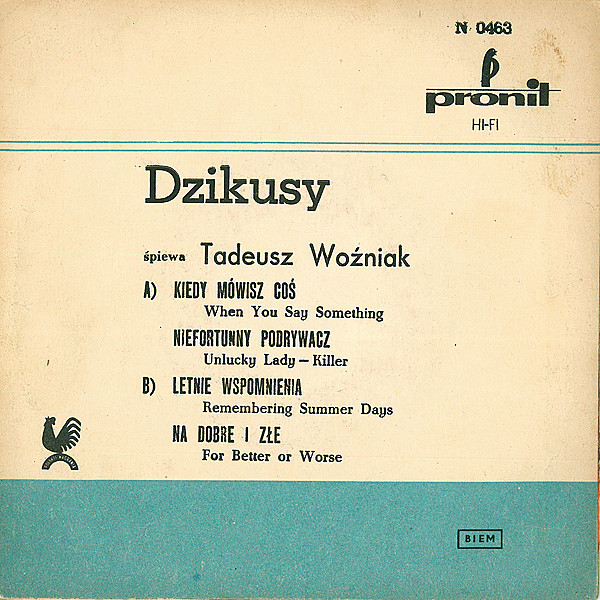 N 0463
pronit
HI-FI
Dzikusy
śpiewa Tadeusz Woźniak
A) KIEDY MÓWISZ COŚ
When You Say Something
NIEFORTUNNY PODRYWACZ
Unlucky Lady – Killer
B) LETNIE WSPOMNIENIA
Remembering Summer Days
NA DOBRE I ZŁE
For Better or Worse
BIEM